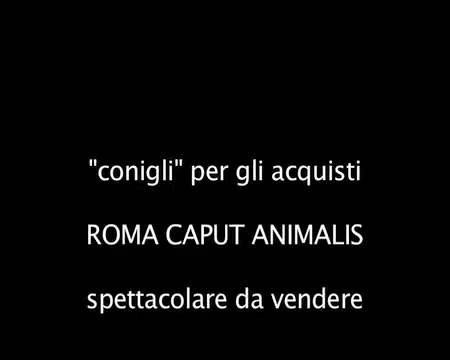 "conigli" per gli acquisti
ROMA CAPUT ANIMALIS
spettacolare da vendere